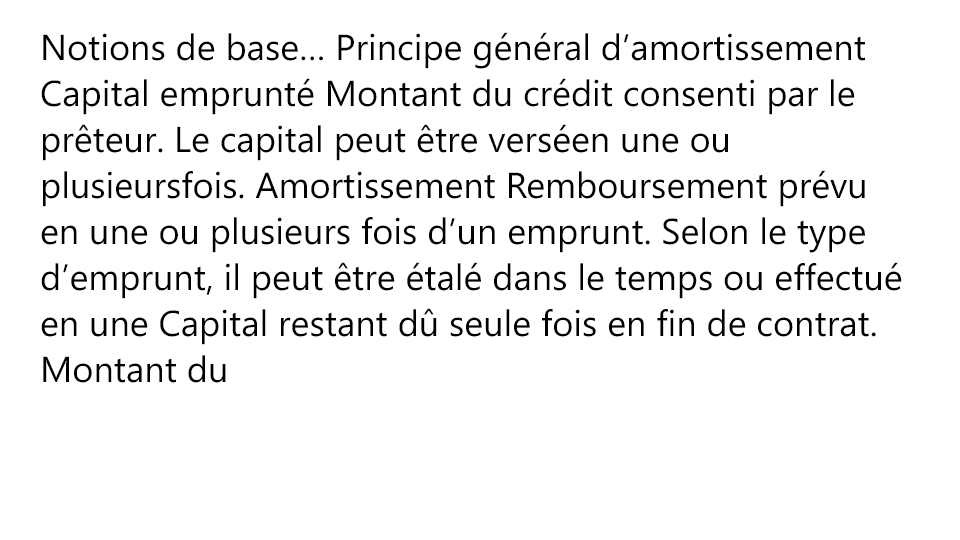 Notions de base… Principe général d’amortissement
Capital emprunté Montant du crédit consenti par le
prêteur. Le capital peut être verséen une ou
plusieursfois. Amortissement Remboursement prévu
en une ou plusieurs fois d’un emprunt. Selon le type
d’emprunt, il peut être étalé dans le temps ou effectué
en une Capital restant dû seule fois en fin de contrat.
Montant du